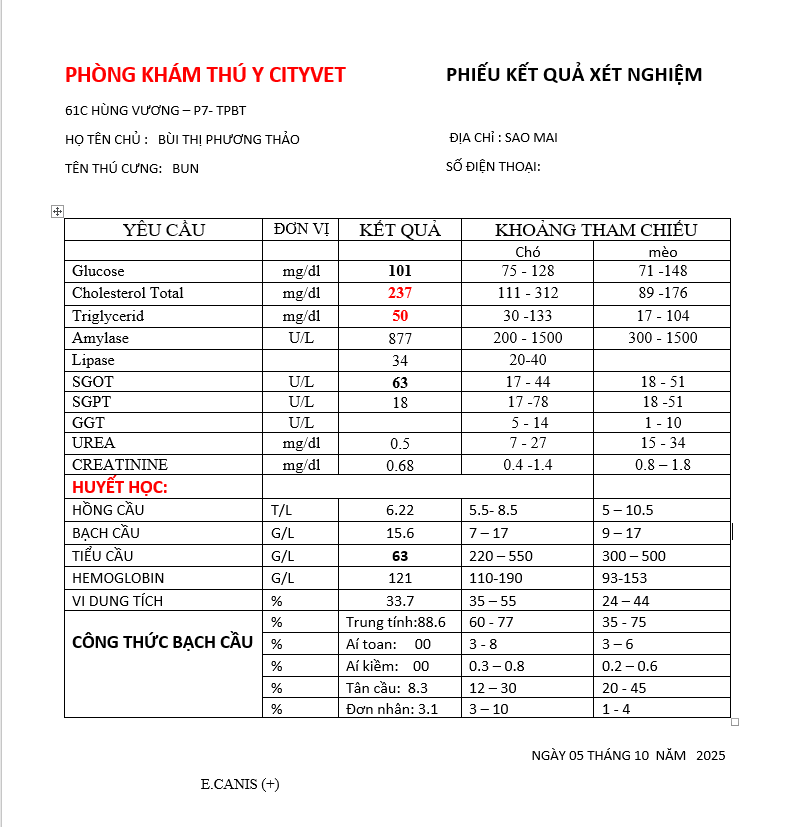 PHÒNG KHÁM THÚ Y CITYVET PHIẾU KẾT QUẢ XÉT NGHIỆM
61C HÙNG VƯƠNG – P7- TPBT
HỌ TÊN CHỦ : BÙI THỊ PHƯƠNG THẢO ĐỊA CHỈ : SAO MAI
TÊN THÚ CƯNG: BUN SỐ ĐIỆN THOẠI:
YÊU CẦU ĐƠN VỊ KẾT QUẢ KHOẢNG THAM CHIẾU
Chó mèo
Glucose mg/dl 101 75 - 128 71 -148
Cholesterol Total mg/dl 237 111 - 312 89 -176
Triglycerid mg/dl 50 30 -133 17 - 104
Amylase U/L 877 200 - 1500 300 - 1500
Lipase 34 20-40
SGOT U/L 63 17 - 44 18 - 51
SGPT U/L 18 17 -78 18 -51
GGT U/L 5 - 14 1 - 10
UREA mg/dl 0.5 7 - 27 15 - 34
CREATININE mg/dl 0.68 0.4 -1.4 0.8 – 1.8
HUYẾT HỌC:
HỒNG CẦU T/L 6.22 5.5- 8.5 5 – 10.5
BẠCH CẦU G/L 15.6 7 – 17 9 – 17
TIỂU CẦU G/L 63 220 – 550 300 – 500
HEMOGLOBIN G/L 121 110-190 93-153
VI DUNG TÍCH % 33.7 35 – 55 24 – 44
CÔNG THỨC BẠCH CẦU % Trung tính:88.6 60 - 77 35 - 75
% Aí toan: 00 3 - 8 3 – 6
% Aí kiềm: 00 0.3 – 0.8 0.2 – 0.6
% Tân cầu: 8.3 12 – 30 20 - 45
% Đơn nhân: 3.1 3 – 10 1 - 4
NGÀY 05 THÁNG 10 NĂM 2025
E.CANIS (+)